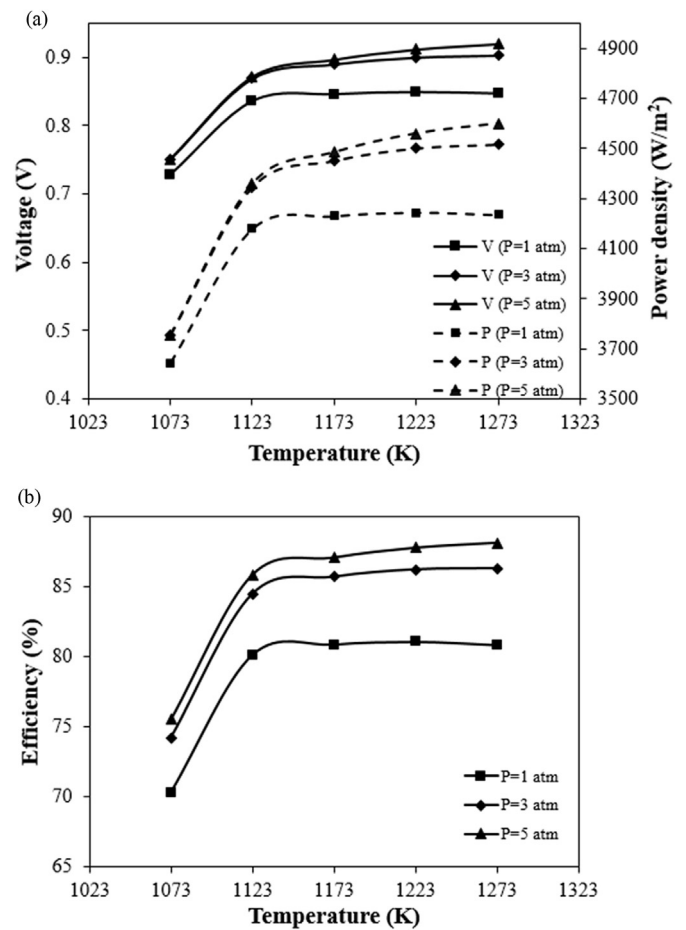 (a)
Voltage (V)
0.9
0.8
0.7
0.6
0.5
0.4
4900
4700
4500
4300
4100
3900
3700
3500
Power density (W/m²)
V (P=1 atm)
V (P=3 atm)
V (P=5 atm)
P (P=1 atm)
P (P=3 atm)
P (P=5 atm)
1023 1073 1123 1173 1223 1273 1323
Temperature (K)
(b)
Efficiency (%)
90
85
80
75
70
65
P=1 atm
P=3 atm
P=5 atm
1023 1073 1123 1173 1223 1273 1323
Temperature (K)